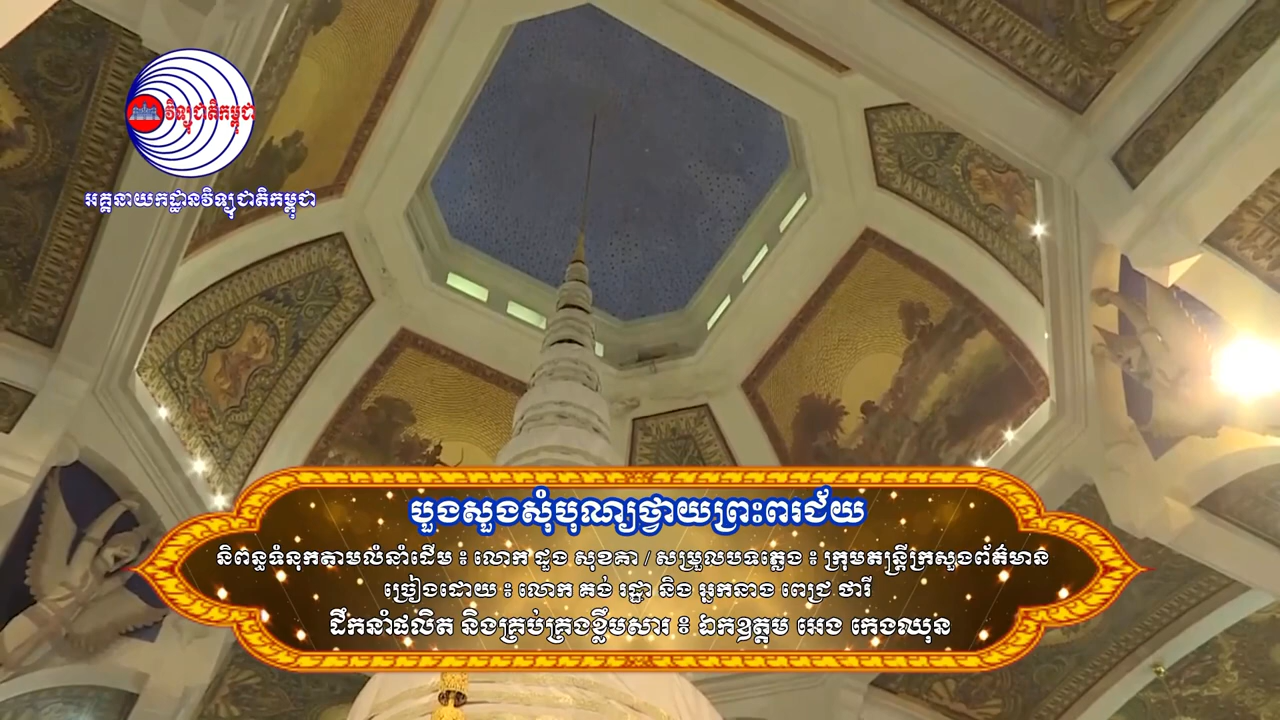 វិទ្យុជាតិកម្ពុជា
អគ្គនាយកដ្ឋានវិទ្យុជាតិកម្ពុជា
បួងសួងសុំបុណ្យថ្វាយព្រះពរជ័យ
និពន្ធទំនុកតាមលំនាំដើម ៖ លោក ដួង សុខគា / សម្រួលបទភ្លេង ៖ ក្រុមតន្ត្រីក្រសួងព័ត៌មាន
ច្រៀងដោយ ៖ លោក គង់ រដ្ឋា និង អ្នកនាង ពេជ្រ ថារី
ដឹកនាំផលិត និងគ្រប់គ្រងខ្លឹមសារ ៖ ឯកឧត្តម អេង កេងឈុន